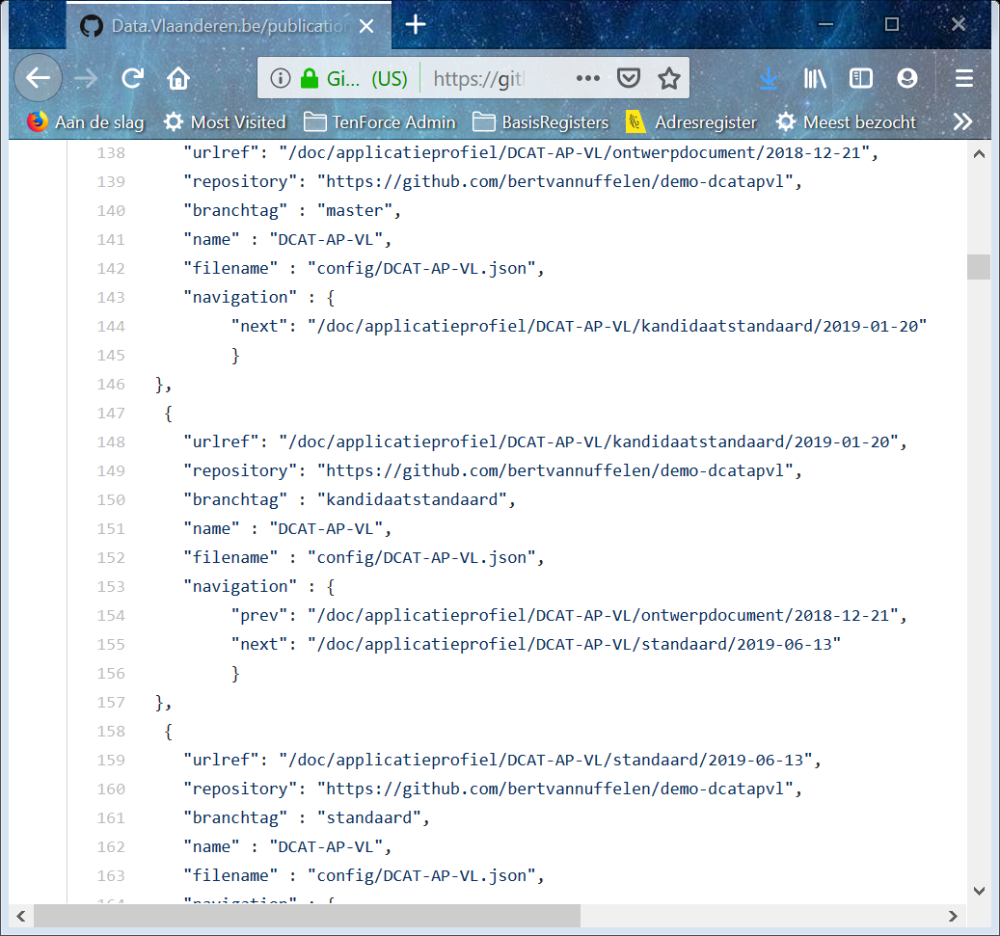 Data.Vlaanderen.be/publicatio
Gi... (US) https://git
Aan de slag Most Visited TenForce Admin BasisRegisters Adresregister Meest bezocht
138 "urlref": "/doc/applicatieprofiel/DCAT-AP-VL/ontwerpdocument/2018-12-21",
139 "repository": "https://github.com/bertvannuffelen/demo-dcatapvl",
140 "branchtag" : "master",
141 "name" : "DCAT-AP-VL",
142 "filename" : "config/DCAT-AP-VL.json",
143 "navigation" : {
144 "next": "/doc/applicatieprofiel/DCAT-AP-VL/kandidaatstandaard/2019-01-20"
145 }
146 },
147 {
148 "urlref": "/doc/applicatieprofiel/DCAT-AP-VL/kandidaatstandaard/2019-01-20",
149 "repository": "https://github.com/bertvannuffelen/demo-dcatapvl",
150 "branchtag" : "kandidaatstandaard",
151 "name" : "DCAT-AP-VL",
152 "filename" : "config/DCAT-AP-VL.json",
153 "navigation" : {
154 "prev": "/doc/applicatieprofiel/DCAT-AP-VL/ontwerpdocument/2018-12-21",
155 "next": "/doc/applicatieprofiel/DCAT-AP-VL/standaard/2019-06-13"
156 }
157 },
158 {
159 "urlref": "/doc/applicatieprofiel/DCAT-AP-VL/standaard/2019-06-13",
160 "repository": "https://github.com/bertvannuffelen/demo-dcatapvl",
161 "branchtag" : "standaard",
162 "name" : "DCAT-AP-VL",
163 "filename" : "config/DCAT-AP-VL.json",
164 "navigation" : {